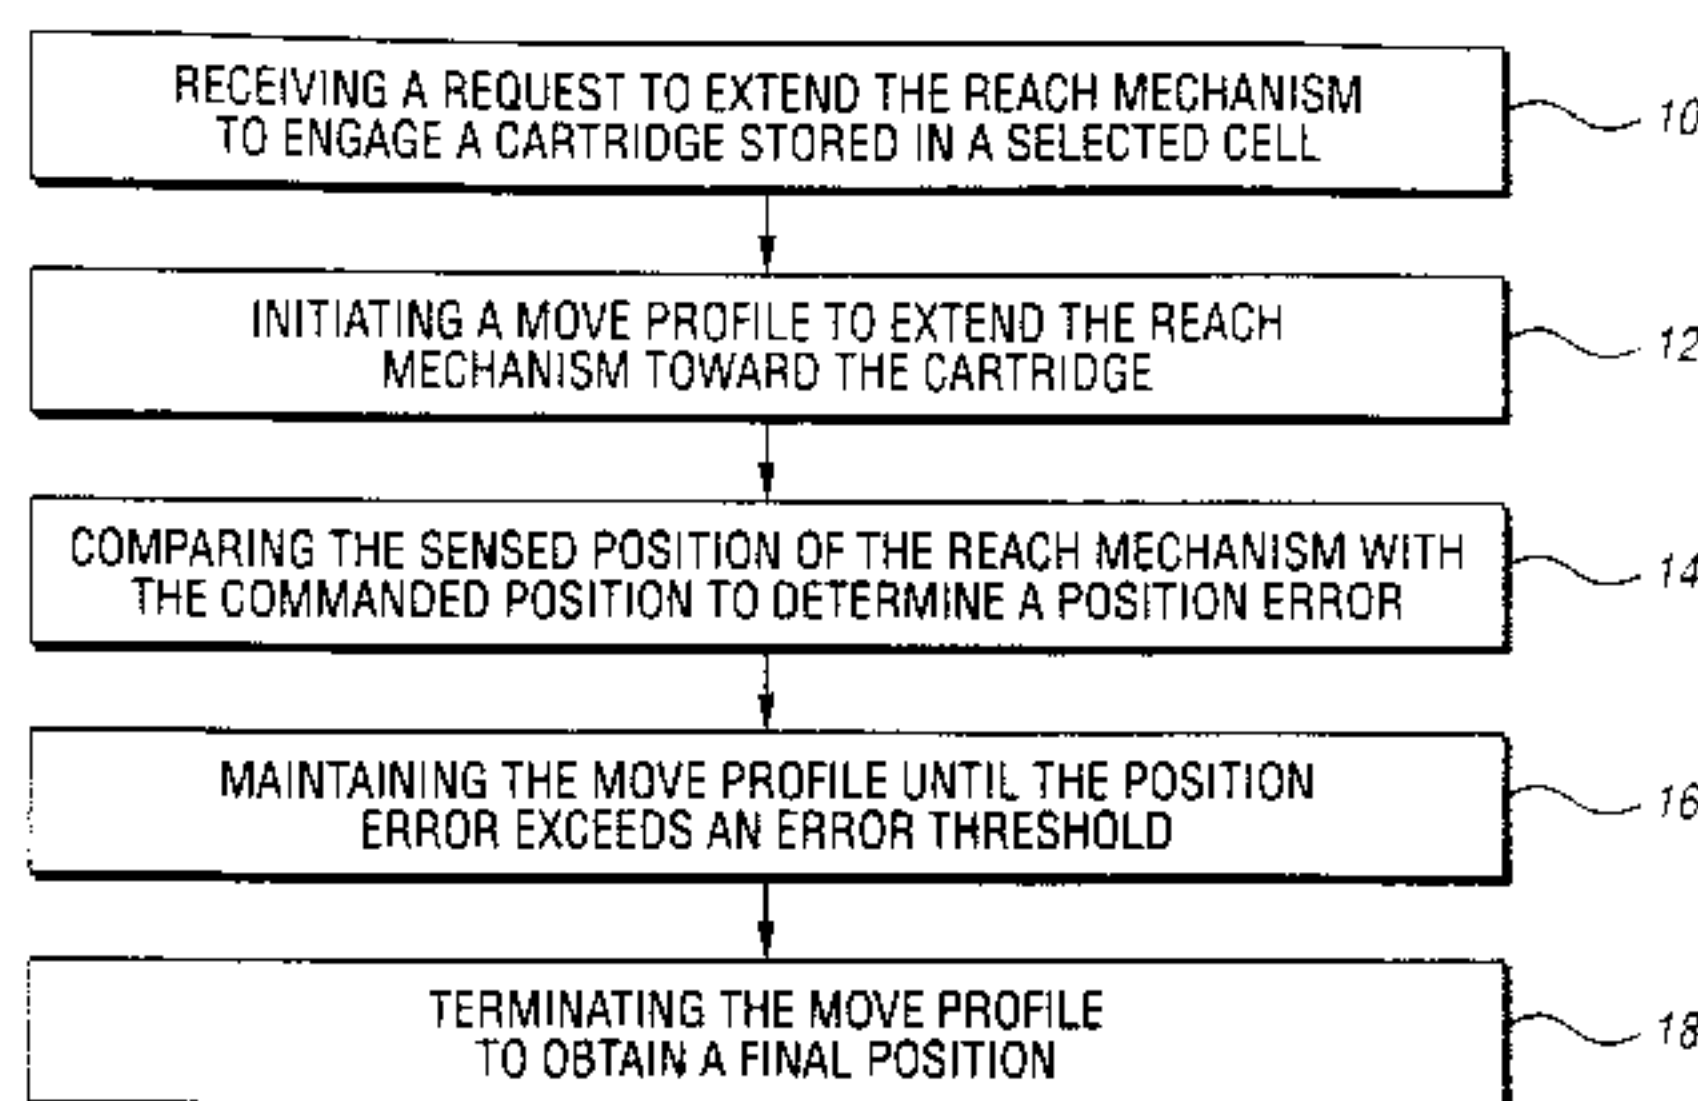 RECEIVING A REQUEST TO EXTEND THE REACH MECHANISM
TO ENGAGE A CARTRIDGE STORED IN A SELECTED CELL
10
INITIATING A MOVE PROFILE TO EXTEND THE REACH
MECHANISM TOWARD THE CARTRIDGE
12
COMPARING THE SENSED POSITION OF THE REACH MECHANISM WITH
THE COMMANDED POSITION TO DETERMINE A POSITION ERROR
14
MAINTAINING THE MOVE PROFILE UNTIL THE POSITION
ERROR EXCEEDS AN ERROR THRESHOLD
16
TERMINATING THE MOVE PROFILE
TO OBTAIN A FINAL POSITION
18